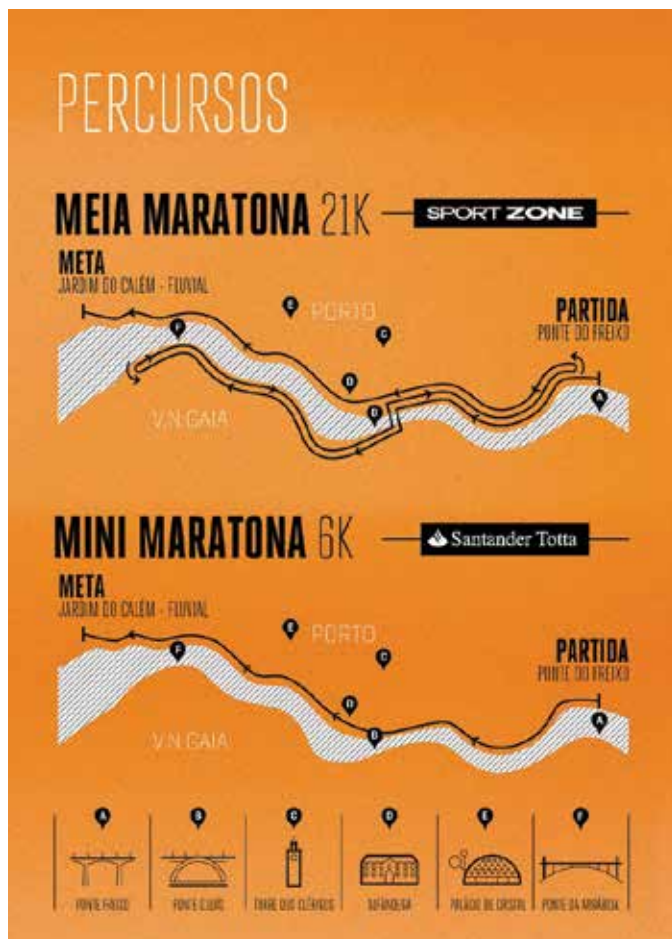 PERCURSOS
MEIA MARATONA 21K
SPORT ZONE
META
JARDIM DO CALÉM - FLUVIAL
PARTIDA
PONTE DO FREIXO
E
PORTO
C
F
D
D
A
V.N.GAIA
MINI MARATONA 6K
Santander Totta
META
JARDIM DO CALÉM - FLUVIAL
PARTIDA
PONTE DO FREIXO
E
PORTO
C
F
D
D
A
V.N.GAIA
A
B
C
D
E
F
PONTE FREIXO
PONTE D.LUIS
TORRE DOS CLÉRIGOS
ALFÂNDEGA
PALÁCIO DE CRISTAL
PONTE DA ARRÁBIDA